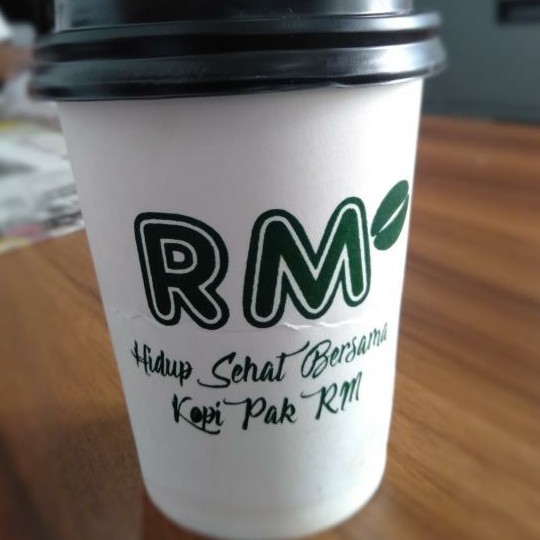 RM
Hidup Sehat Bersama
Kopi Pak RM